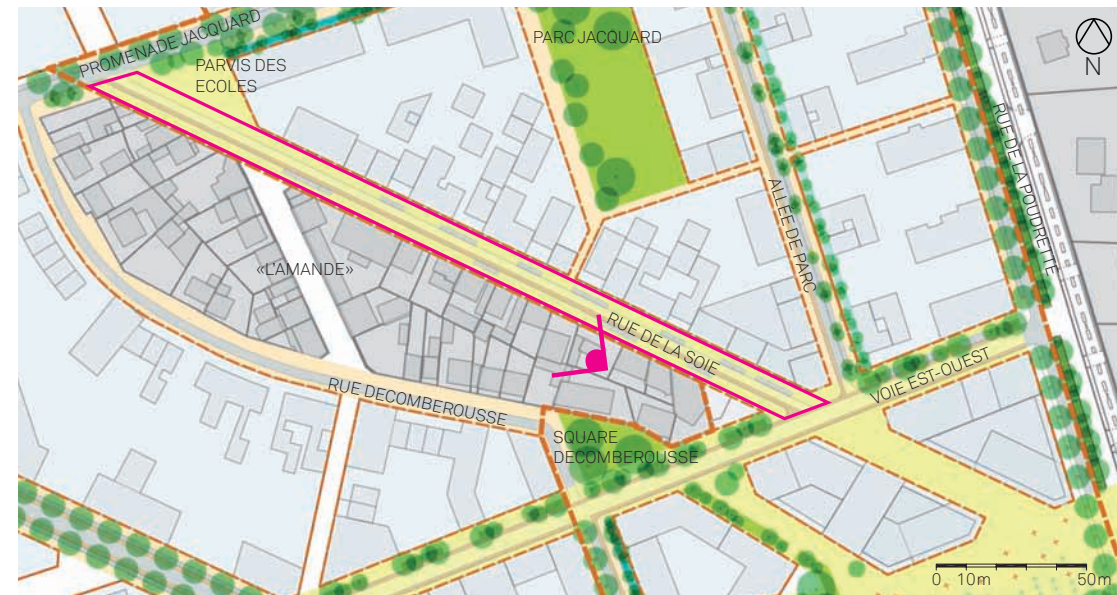 PROMENADE JACQUARD
PARVIS DES
ECOLES
PARC JACQUARD
N
RUE DE LA POUDRETTE
ALLEE DE PARC
«L'AMANDE»
RUE DE LA SOIE
VOIE EST-OUEST
RUE DECOMBEROUSSE
SQUARE
DECOMBEROUSSE
0 10m 50m